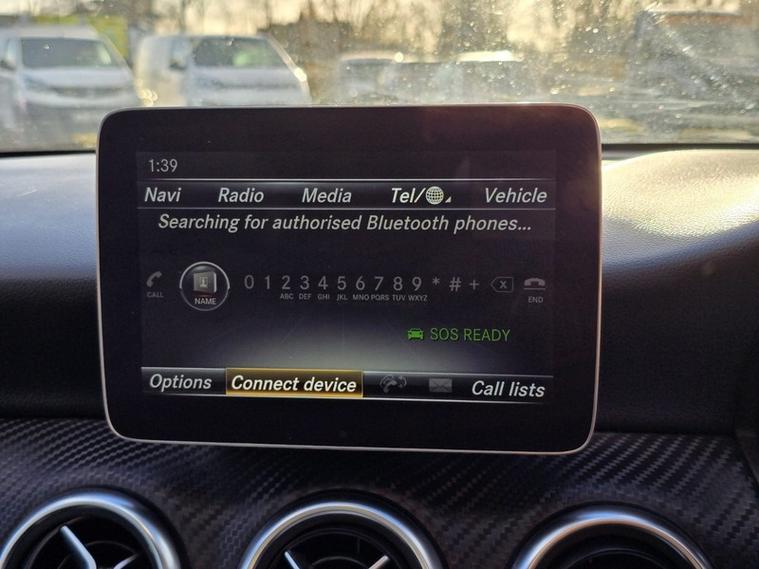 1:39
Navi Radio Media Tel/ Vehicle
Searching for authorised Bluetooth phones...
CALL NAME 0 1 2 3 4 5 6 7 8 9 * # + X END
ABC DEF GHI JKL MNO PQRS TUV WXYZ
SOS READY
Options Connect device Call lists